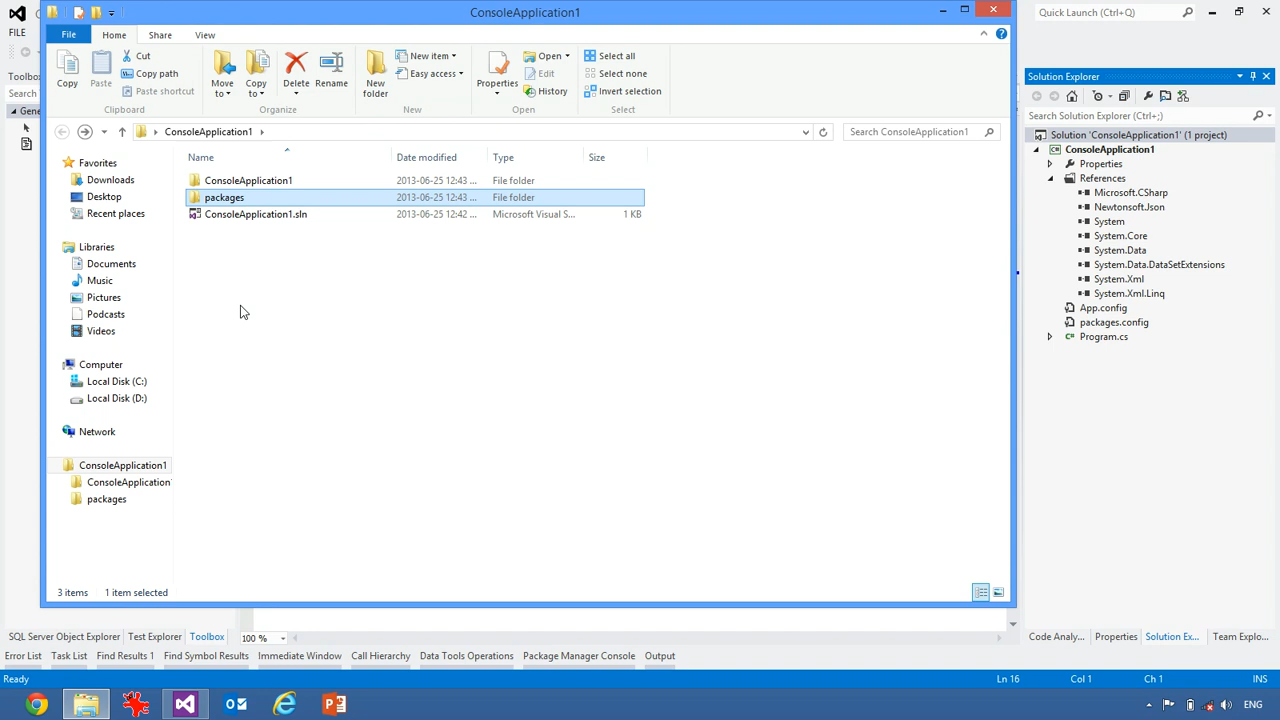 ConsoleApplication1
Quick Launch (Ctrl+Q)
FILE
File
Home
Share
View
Copy
Paste
Cut
Copy path
Paste shortcut
Clipboard
Move to
Copy to
Delete
Rename
Organize
New folder
New item
Easy access
New
Properties
Open
Edit
History
Open
Select all
Select none
Invert selection
Select
ConsoleApplication1
Search ConsoleApplication1
Name
Date modified
Type
Size
ConsoleApplication1 2013-06-25 12:43 ... File folder
packages 2013-06-25 12:43 ... File folder
ConsoleApplication1.sln 2013-06-25 12:42 ... Microsoft Visual S... 1 KB
Favorites
Downloads
Desktop
Recent places
Libraries
Documents
Music
Pictures
Podcasts
Videos
Computer
Local Disk (C:)
Local Disk (D:)
Network
ConsoleApplication1
ConsoleApplication
packages
3 items 1 item selected
Toolbo
Search
Gene
Solution Explorer
Search Solution Explorer (Ctrl+;)
Solution 'ConsoleApplication1' (1 project)
ConsoleApplication1
Properties
References
Microsoft.CSharp
Newtonsoft.Json
System
System.Core
System.Data
System.Data.DataSetExtensions
System.Xml
System.Xml.Linq
App.config
packages.config
Program.cs
SQL Server Object Explorer Test Explorer Toolbox
100 %
Code Analy... Properties Solution Ex... Team Explo...
Error List Task List Find Results 1 Find Symbol Results Immediate Window Call Hierarchy Data Tools Operations Package Manager Console Output
Ready Ln 16 Col 1 Ch 1 INS
ENG